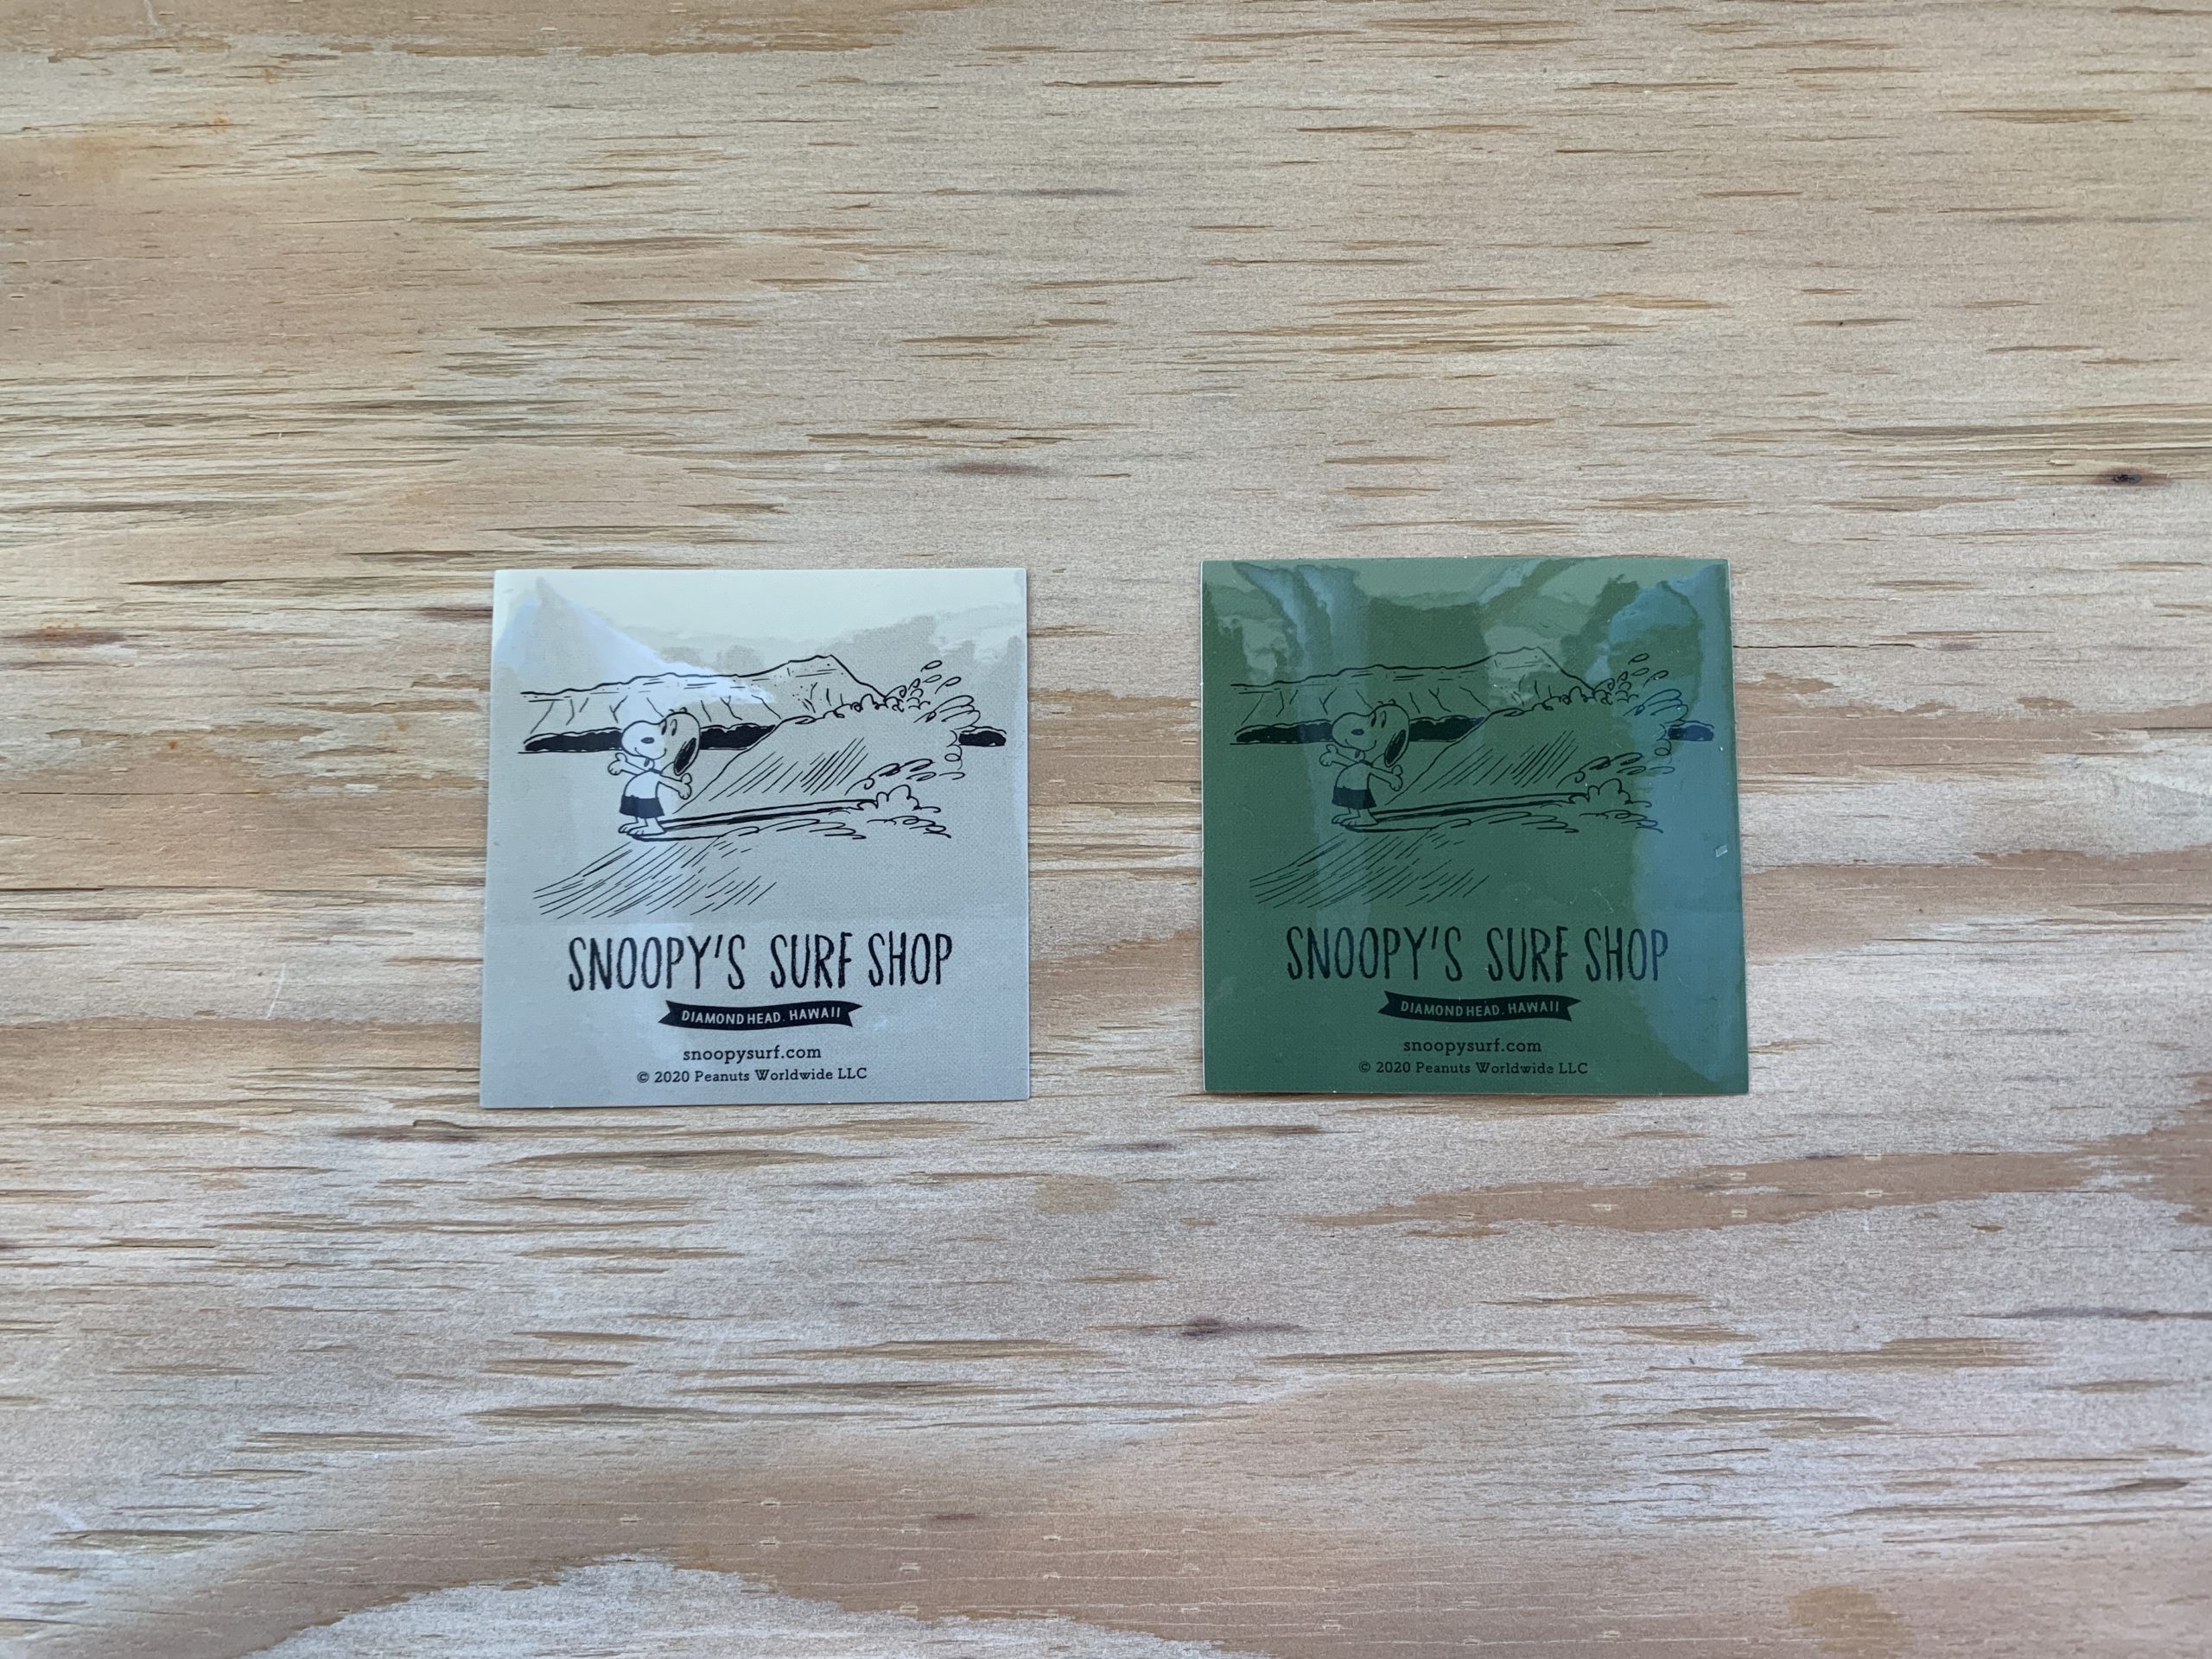 SNOOPY'S SURF SHOP
DIAMOND HEAD. HAWAII
snoopysurf.com
© 2020 Peanuts Worldwide LLC
SNOOPY'S SURF SHOP
DIAMOND HEAD. HAWAII
snoopysurf.com
© 2020 Peanuts Worldwide LLC